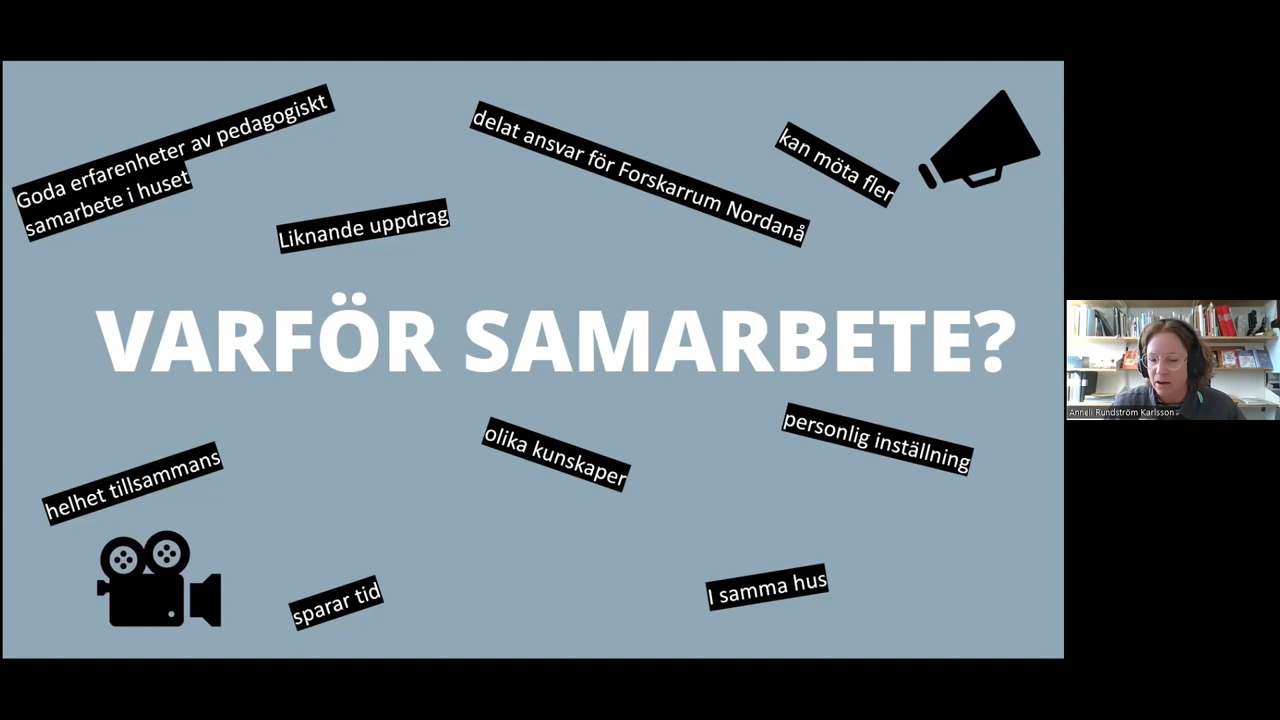 Goda erfarenheter av pedagogiskt
samarbete i huset
delat ansvar för Forskarrum Nordanå
kan möta fler
Liknande uppdrag
VARFÖR SAMARBETE?
olika kunskaper
personlig inställning
helhet tillsammans
sparar tid
I samma hus
Anneli Rundström Karlsson